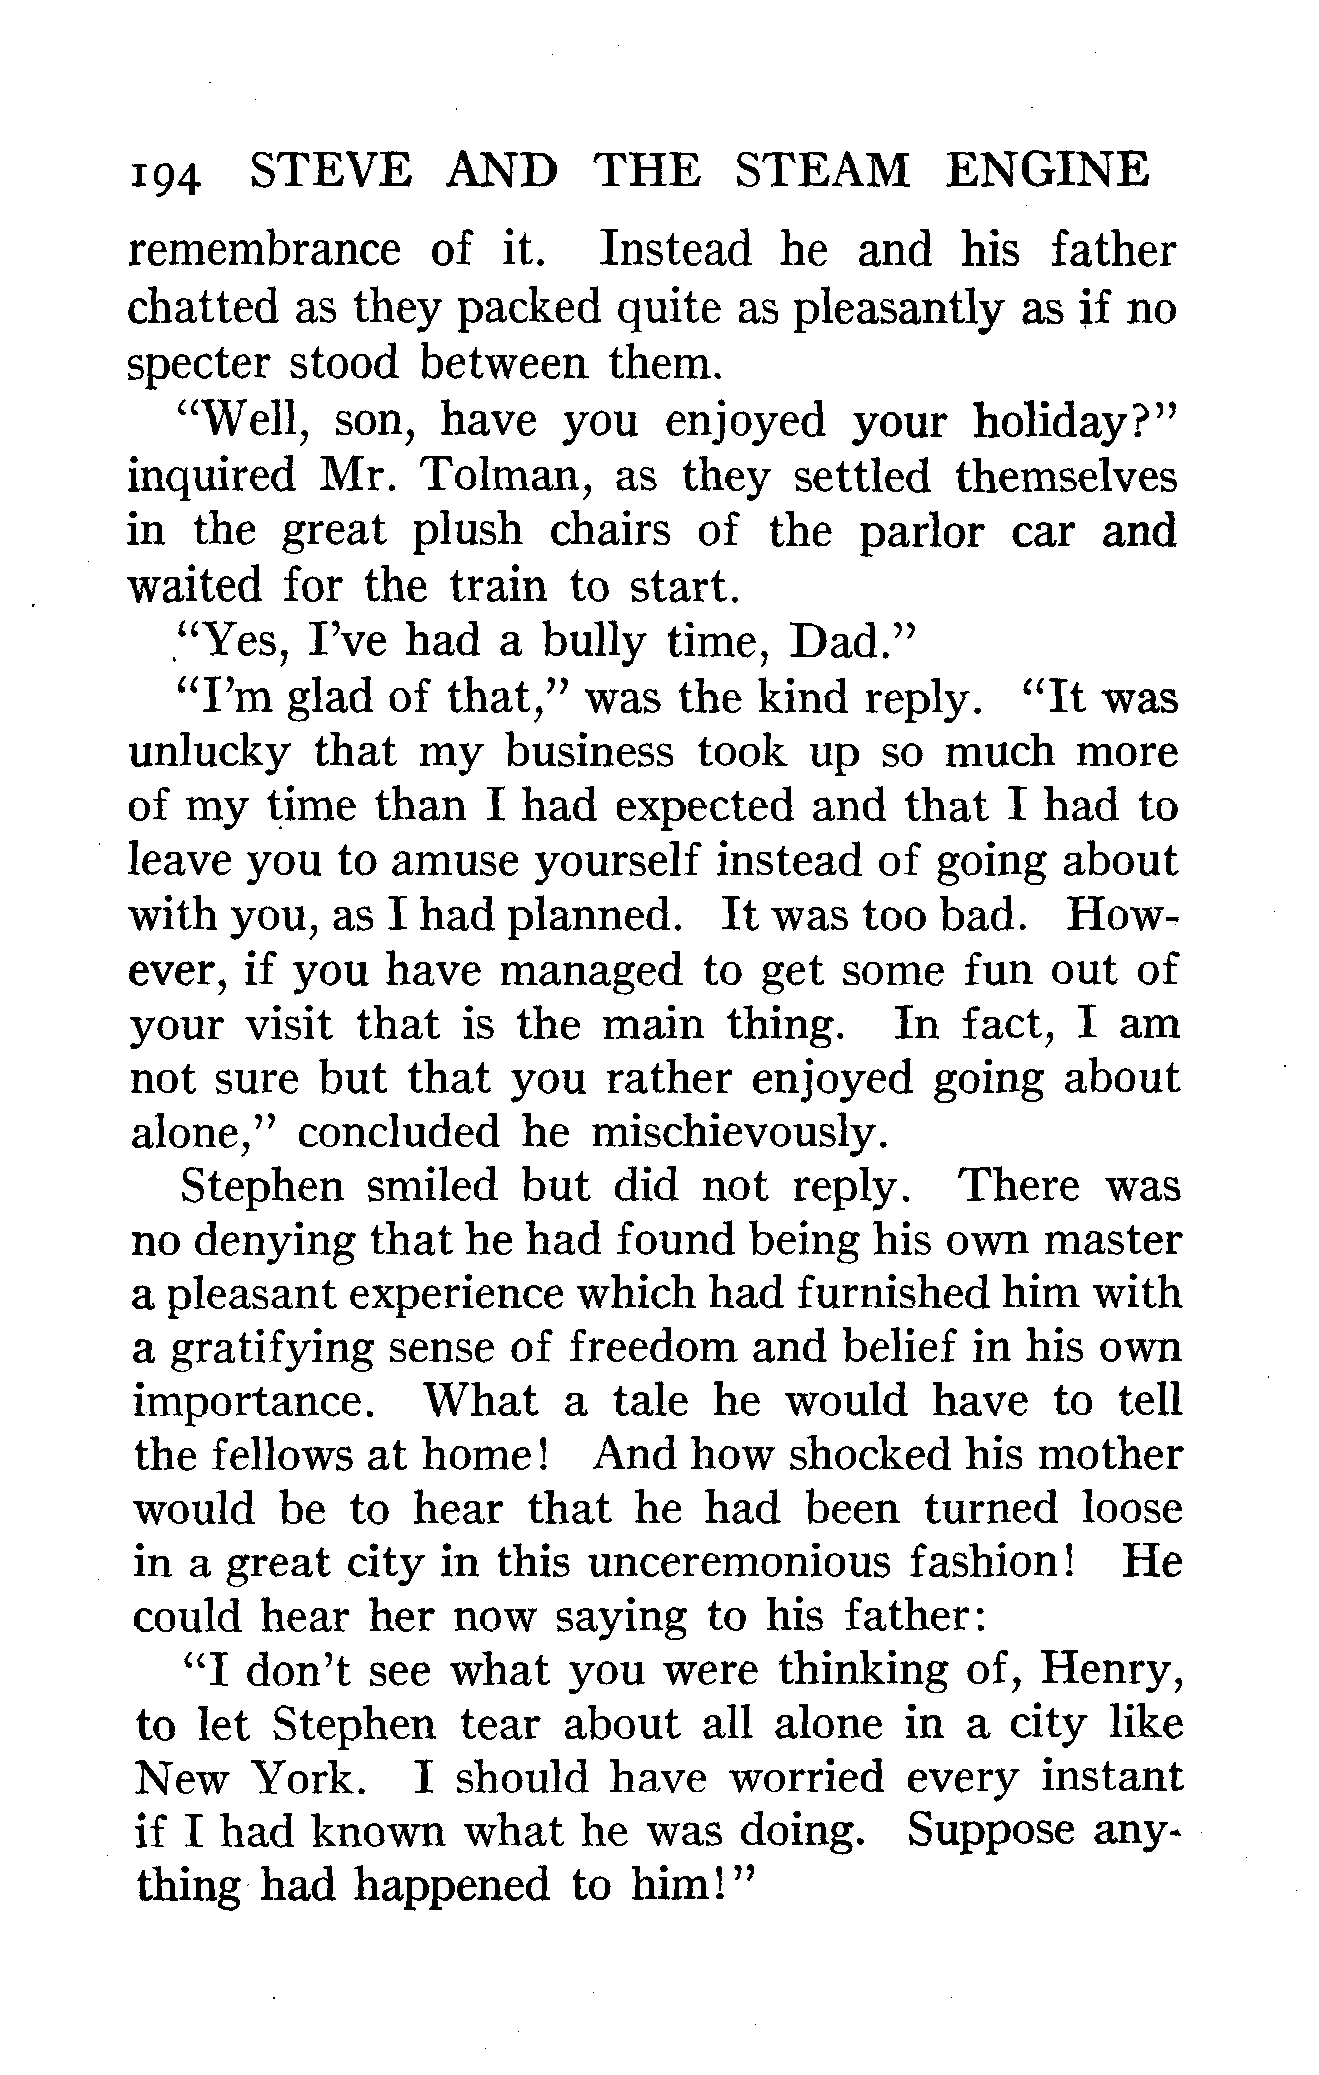 194 STEVE AND THE STEAM ENGINE
remembrance of it. Instead he and his father
chatted as they packed quite as pleasantly as if no
specter stood between them.
“Well, son, have you enjoyed your holiday?”
inquired Mr. Tolman, as they settled themselves
in the great plush chairs of the parlor car and
waited for the train to start.
“Yes, I’ve had a bully time, Dad.”
“I’m glad of that,” was the kind reply. “It was
unlucky that my business took up so much more
of my time than I had expected and that I had to
leave you to amuse yourself instead of going about
with you, as I had planned. It was too bad. How-
ever, if you have managed to get some fun out of
your visit that is the main thing. In fact, I am
not sure but that you rather enjoyed going about
alone,” concluded he mischievously.
Stephen smiled but did not reply. There was
no denying that he had found being his own master
a pleasant experience which had furnished him with
a gratifying sense of freedom and belief in his own
importance. What a tale he would have to tell
the fellows at home! And how shocked his mother
would be to hear that he had been turned loose
in a great city in this unceremonious fashion! He
could hear her now saying to his father:
“I don’t see what you were thinking of, Henry,
to let Stephen tear about all alone in a city like
New York. I should have worried every instant
if I had known what he was doing. Suppose any-
thing had happened to him!”